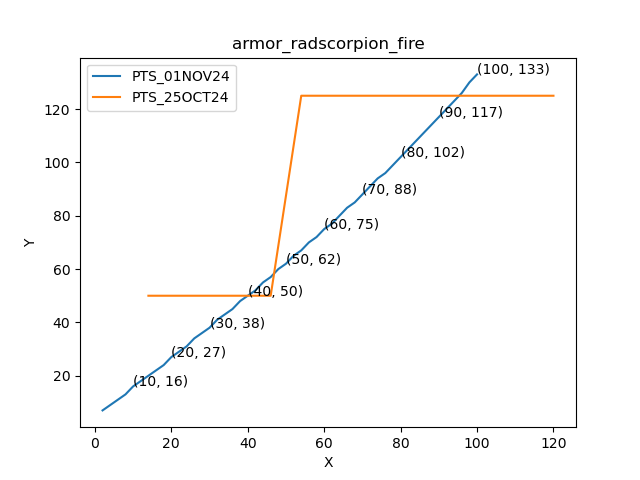 armor_radscorpion_fire
PTS_01NOV24
PTS_25OCT24
(100, 133)
(90, 117)
(80, 102)
(70, 88)
(60, 75)
(50, 62)
(40, 50)
(30, 38)
(20, 27)
(10, 16)
120
100
80
60
40
20
Y
0 20 40 60 80 100 120
X